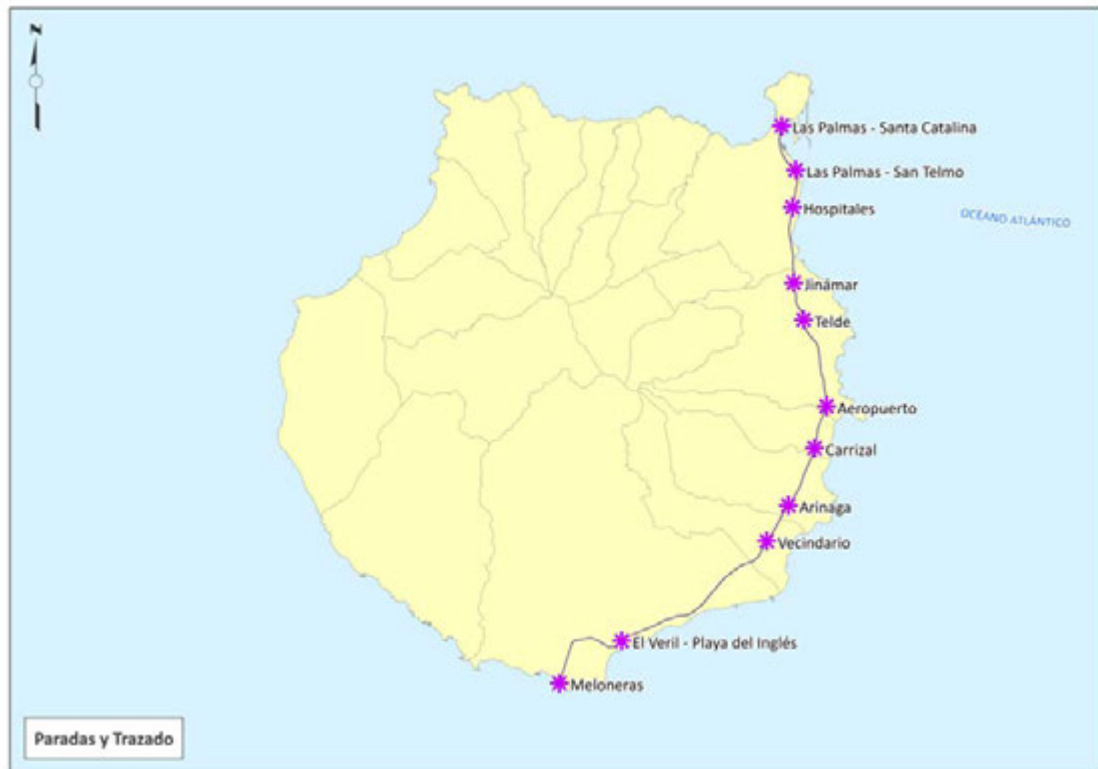 N
Las Palmas - Santa Catalina
Las Palmas - San Telmo
Hospitales
OCÉANO ATLÁNTICO
Jinámar
Telde
Aeropuerto
Carrizal
Arinaga
Vecindario
El Veril - Playa del Inglés
Meloneras
Paradas y Trazado